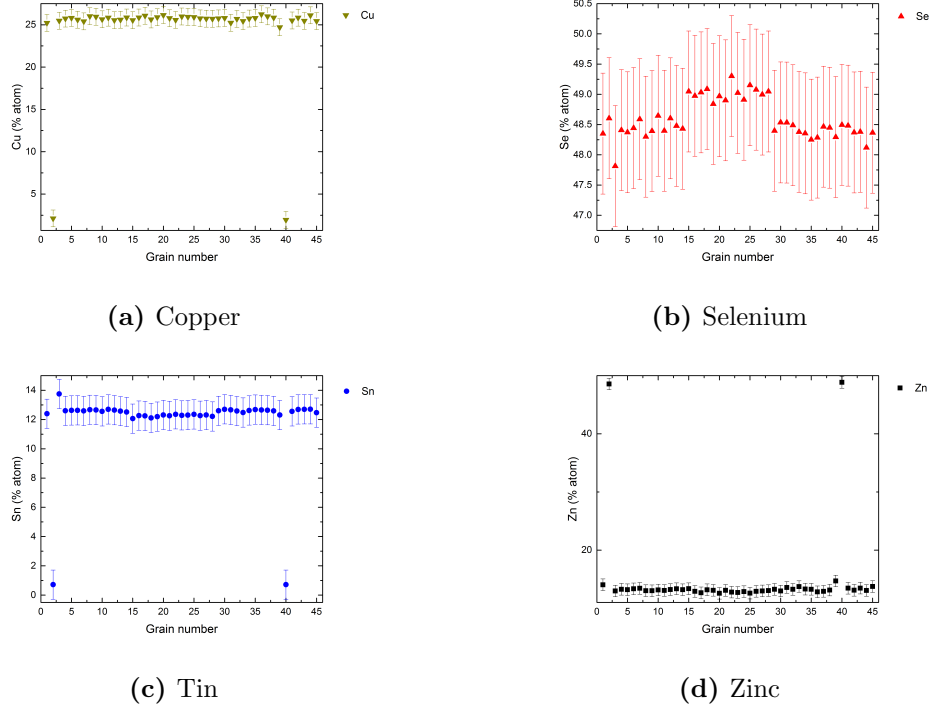 25
20
15
10
5
Cu (% atom)
0 5 10 15 20 25 30 35 40 45
Grain number
Cu
(a) Copper
50.5
50.0
49.5
49.0
48.5
48.0
47.5
47.0
Se (% atom)
0 5 10 15 20 25 30 35 40 45
Grain number
Se
(b) Selenium
14
12
10
8
6
4
2
0
Sn (% atom)
0 5 10 15 20 25 30 35 40 45
Grain number
Sn
(c) Tin
40
20
Zn (% atom)
0 5 10 15 20 25 30 35 40 45
Grain number
Zn
(d) Zinc